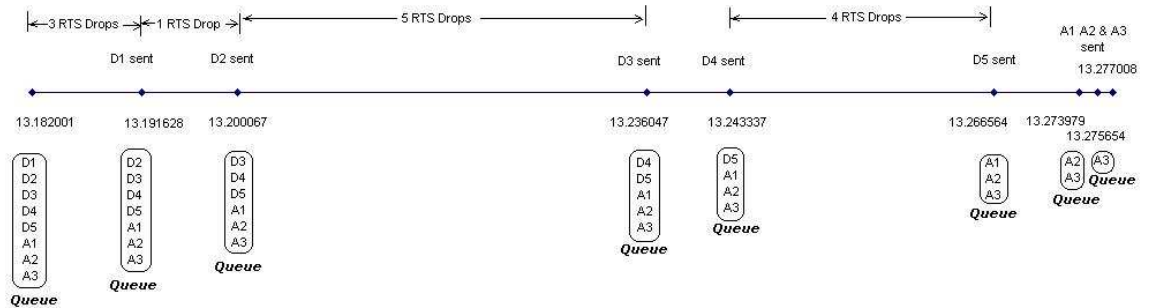 3 RTS Drops
1 RTS Drop
5 RTS Drops
4 RTS Drops
D1 sent
D2 sent
D3 sent
D4 sent
D5 sent
A1 A2 & A3
sent
13.277008
13.182001
13.191628
13.200067
13.236047
13.243337
13.266564
13.273979
13.275654
D1
D2
D3
D4
D5
A1
A2
A3
Queue
D2
D3
D4
D5
A1
A2
A3
Queue
D3
D4
D5
A1
A2
A3
Queue
D4
D5
A1
A2
A3
Queue
D5
A1
A2
A3
Queue
A1
A2
A3
Queue
A2
A3
Queue
A3
Queue